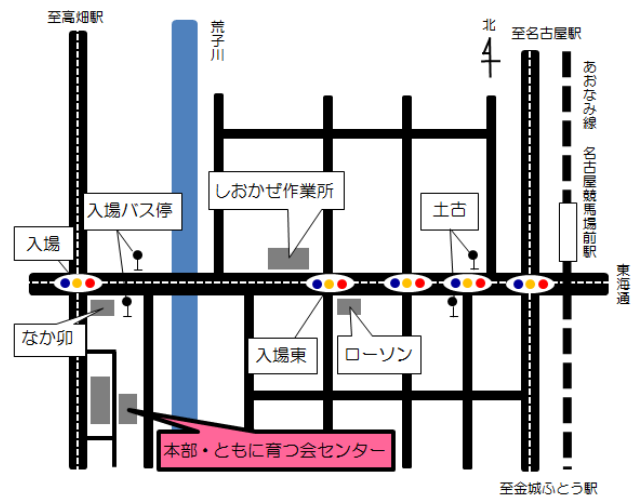 至高畑駅
荒子川
北
至名古屋駅
あおなみ線 名古屋競馬場前駅
しおかぜ作業所
入場バス停
土古
入場
東海通
なか卯
入場東
ローソン
本部・ともに育つ会センター
至金城ふとう駅